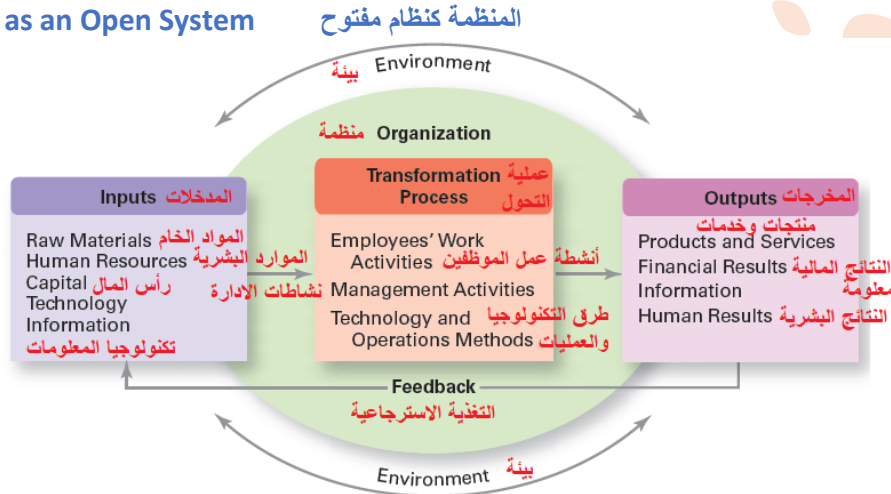 as an Open System المنظمة كنظام مفتوح
Environment
بيئة
Organization منظمة
Inputs المدخلات
Raw Materials المواد الخام
Human Resources الموارد البشرية
Capital رأس المال
Technology
Information
تكنولوجيا المعلومات
Transformation عملية
Process التحول
Employees' Work
Activities أنشطة عمل الموظفين
Management Activities نشاطات الادارة
Technology and طرق التكنولوجيا
Operations Methods والعمليات
Outputs المخرجات
منتجات وخدمات
Products and Services
Financial Results النتائج المالية
Information معلومة
Human Results النتائج البشرية
Feedback
التغذية الاسترجاعية
Environment بيئة